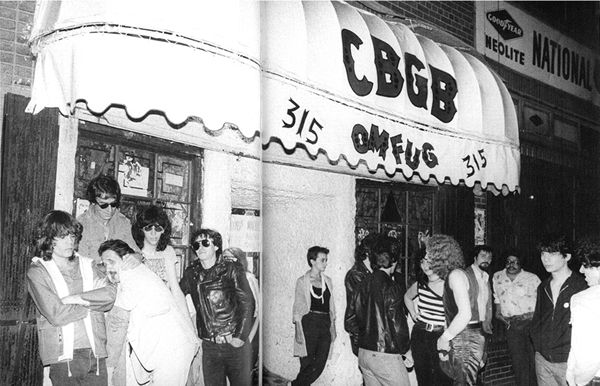 GOODYEAR
NEOLITE
NATIONAL
CBGB
315
OMFUG
315